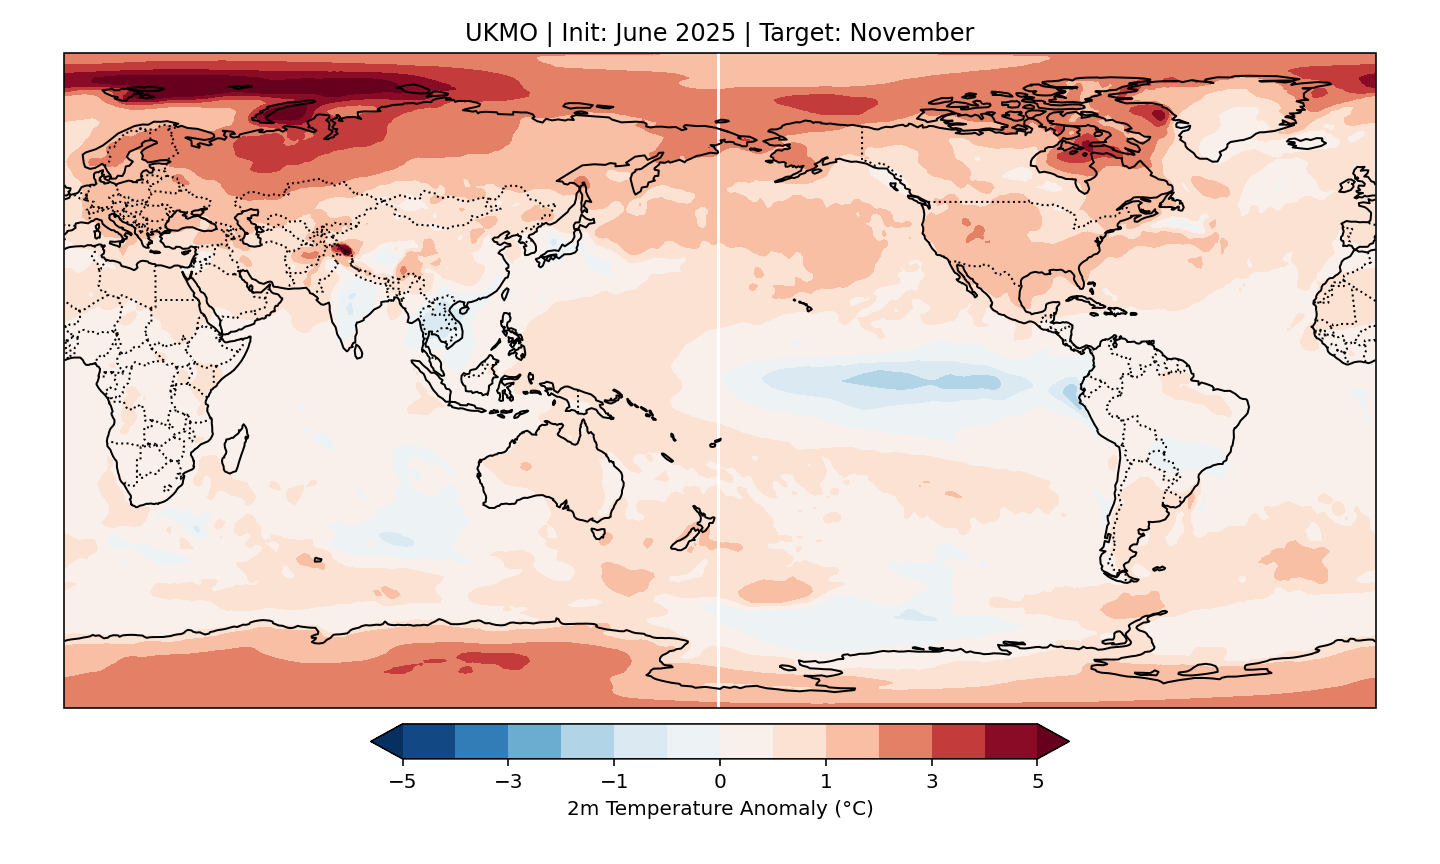 UKMO | Init: June 2025 | Target: November
−5 −3 −1 0 1 3 5
2m Temperature Anomaly (°C)